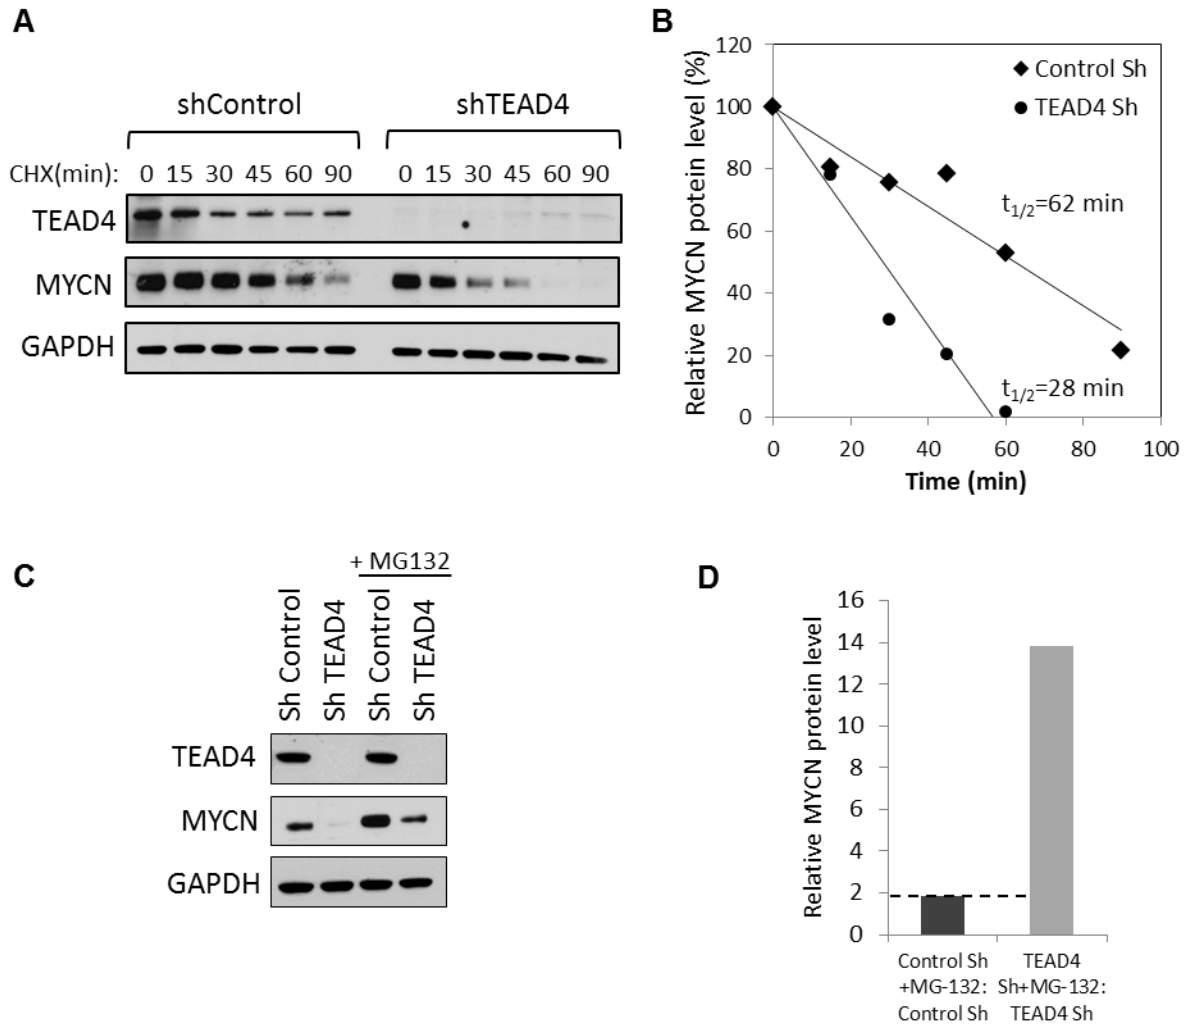 A
shControl shTEAD4
CHX(min): 0 15 30 45 60 90 0 15 30 45 60 90
TEAD4
MYCN
GAPDH
B
Relative MYCN potein level (%)
120
100
80
60
40
20
0
Control Sh
TEAD4 Sh
t1/2=62 min
t1/2=28 min
0 20 40 60 80 100
Time (min)
C
+ MG132
Sh Control
Sh TEAD4
Sh Control
Sh TEAD4
TEAD4
MYCN
GAPDH
D
Relative MYCN protein level
16
14
12
10
8
6
4
2
0
Control Sh
+MG-132:
Control Sh
TEAD4
Sh+MG-132:
TEAD4 Sh